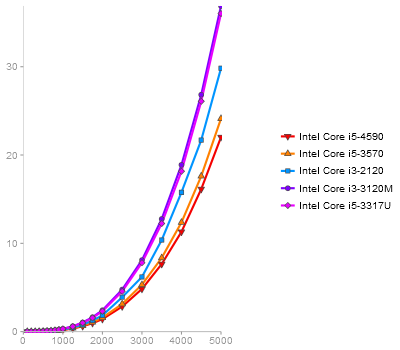 30
20
10
0
0 1000 2000 3000 4000 5000
Intel Core i5-4590
Intel Core i5-3570
Intel Core i3-2120
Intel Core i3-3120M
Intel Core i5-3317U